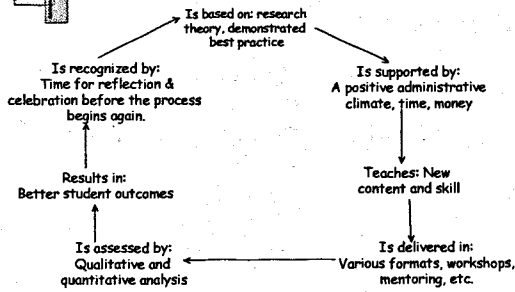 Is based on: research
theory, demonstrated
best practice
Is supported by:
A positive administrative
climate, time, money
Teaches: New
content and skill
Is delivered in:
Various formats, workshops,
mentoring, etc.
Is assessed by:
Qualitative and
quantitative analysis
Results in:
Better student outcomes
Is recognized by:
Time for reflection &
celebration before the process
begins again.